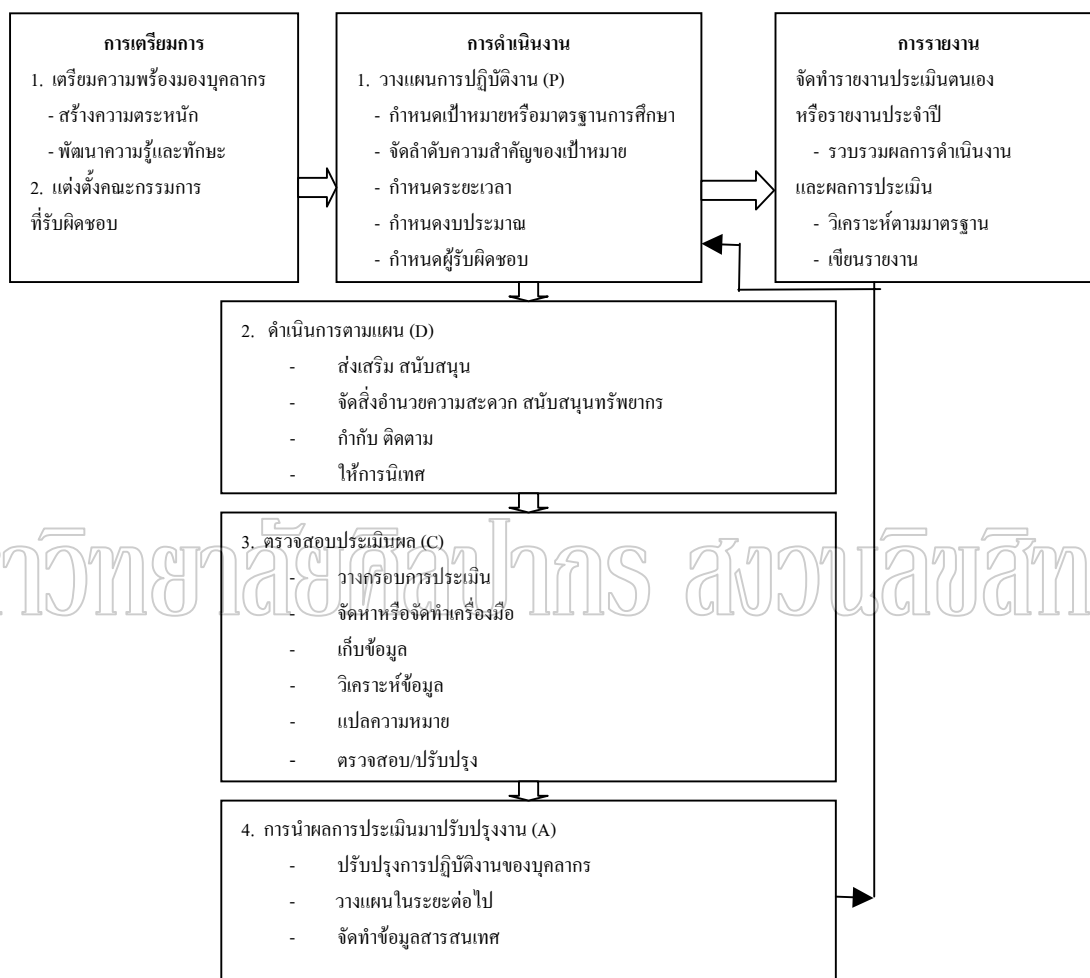 การเตรียมการ
1. เตรียมความพร้องมองบุคลากร
- สร้างความตระหนัก
- พัฒนาความรู้และทักษะ
2. แต่งตั้งคณะกรรมการ
ที่รับผิดชอบ
การดำเนินงาน
1. วางแผนการปฏิบัติงาน (P)
- กำหนดเป้าหมายหรือมาตรฐานการศึกษา
- จัดลำดับความสำคัญของเป้าหมาย
- กำหนดระยะเวลา
- กำหนดงบประมาณ
- กำหนดผู้รับผิดชอบ
การรายงาน
จัดทำรายงานประเมินตนเอง
หรือรายงานประจำปี
- รวบรวมผลการดำเนินงาน
และผลการประเมิน
- วิเคราะห์ตามมาตรฐาน
- เขียนรายงาน
2. ดำเนินการตามแผน (D)
- ส่งเสริม สนับสนุน
- จัดสิ่งอำนวยความสะดวก สนับสนุนทรัพยากร
- กำกับ ติดตาม
- ให้การนิเทศ
3. ตรวจสอบประเมินผล (C)
- วางกรอบการประเมิน
- จัดหาหรือจัดทำเครื่องมือ
- เก็บข้อมูล
- วิเคราะห์ข้อมูล
- แปลความหมาย
- ตรวจสอบ/ปรับปรุง
าวิทยาลัยศิลปากร สงวนลิขสิท
4. การนำผลการประเมินมาปรับปรุงงาน (A)
- ปรับปรุงการปฏิบัติงานของบุคลากร
- วางแผนในระยะต่อไป
- จัดทำข้อมูลสารสนเทศ